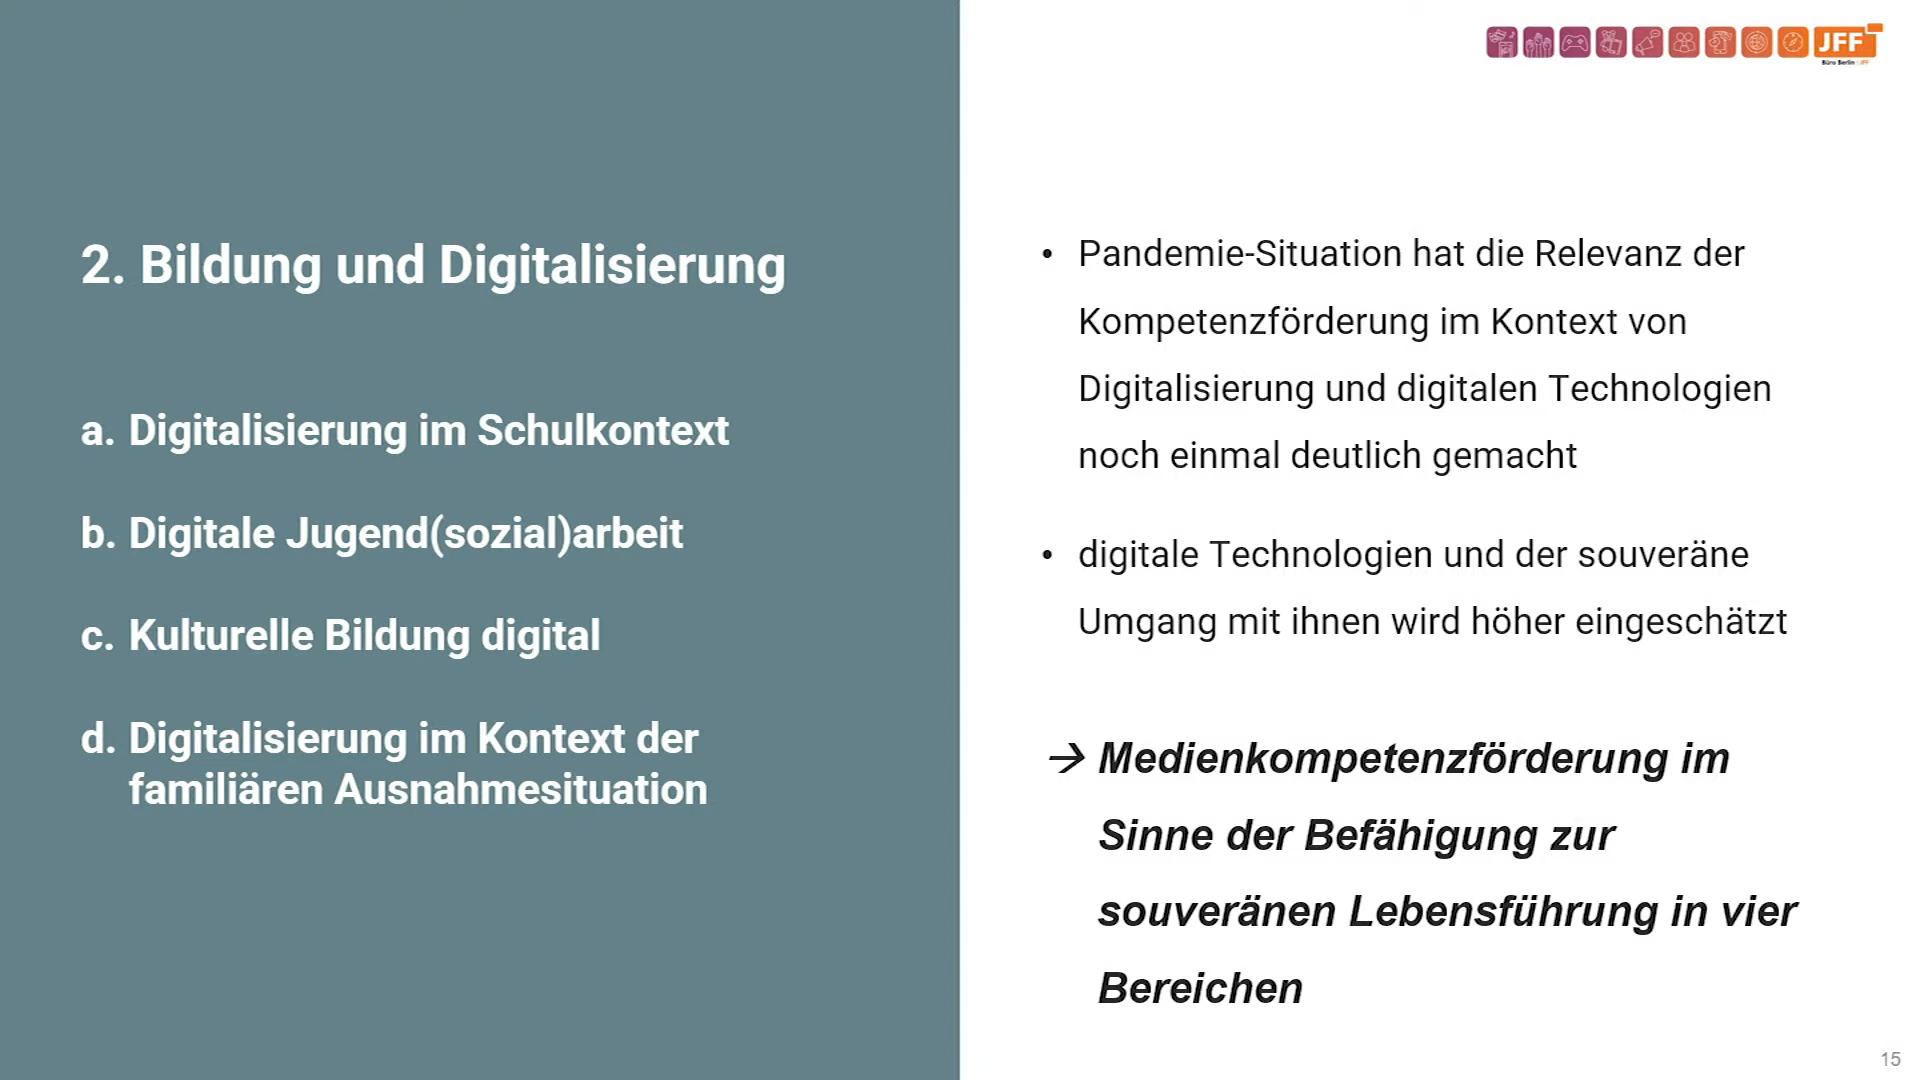 JFF
Büro Berlin | JFF
2. Bildung und Digitalisierung
a. Digitalisierung im Schulkontext
b. Digitale Jugend(sozial)arbeit
c. Kulturelle Bildung digital
d. Digitalisierung im Kontext der
familiären Ausnahmesituation
• Pandemie-Situation hat die Relevanz der
Kompetenzförderung im Kontext von
Digitalisierung und digitalen Technologien
noch einmal deutlich gemacht
• digitale Technologien und der souveräne
Umgang mit ihnen wird höher eingeschätzt
→ Medienkompetenzförderung im
Sinne der Befähigung zur
souveränen Lebensführung in vier
Bereichen
15